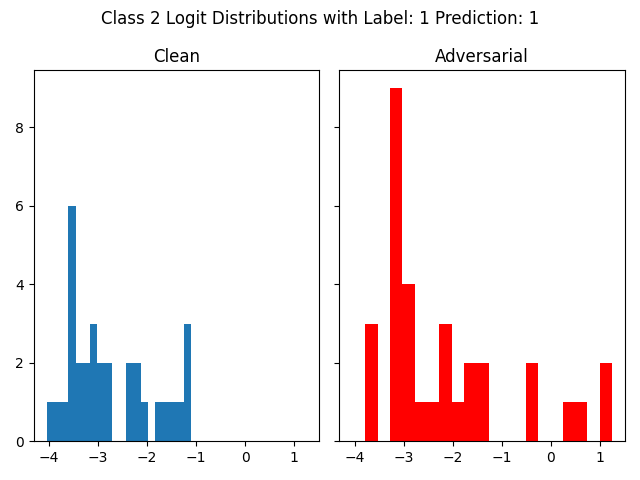 Class 2 Logit Distributions with Label: 1 Prediction: 1
Clean
Adversarial
8
6
4
2
0
−4 −3 −2 −1 0 1
−4 −3 −2 −1 0 1